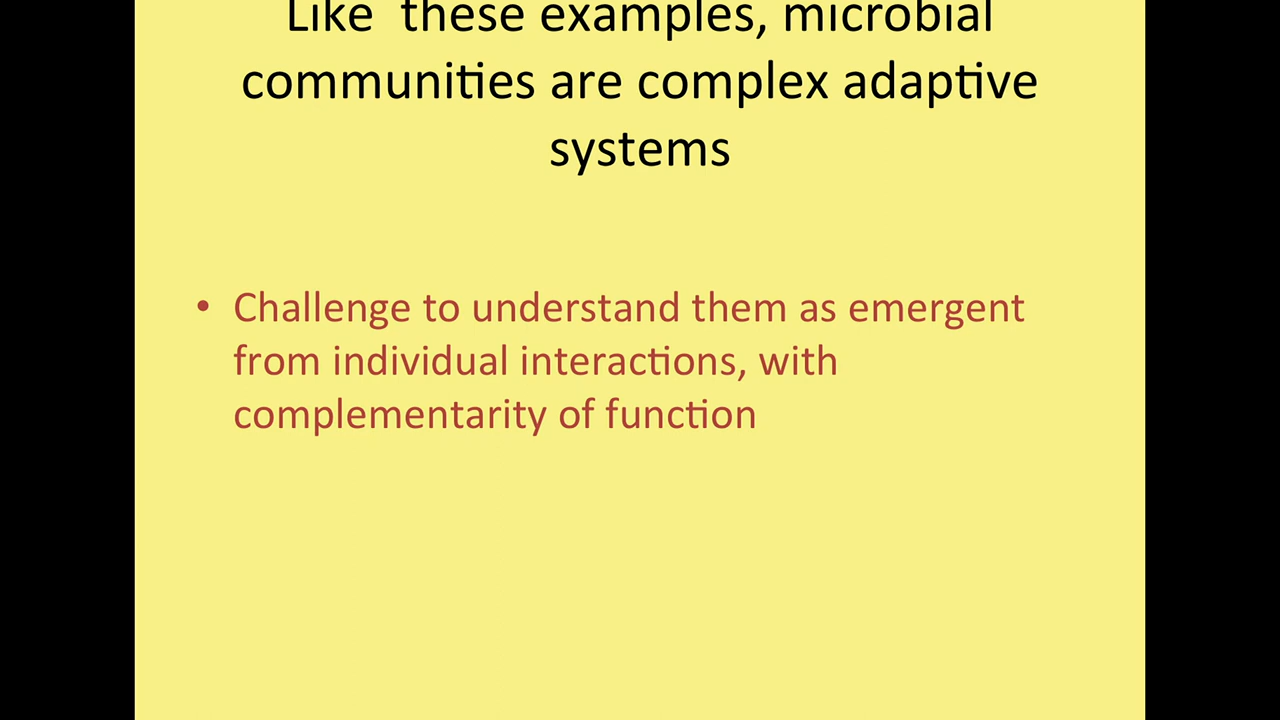 Like  these examples, microbial
communities are complex adaptive
systems
• Challenge to understand them as emergent
from individual interactions, with
complementarity of function